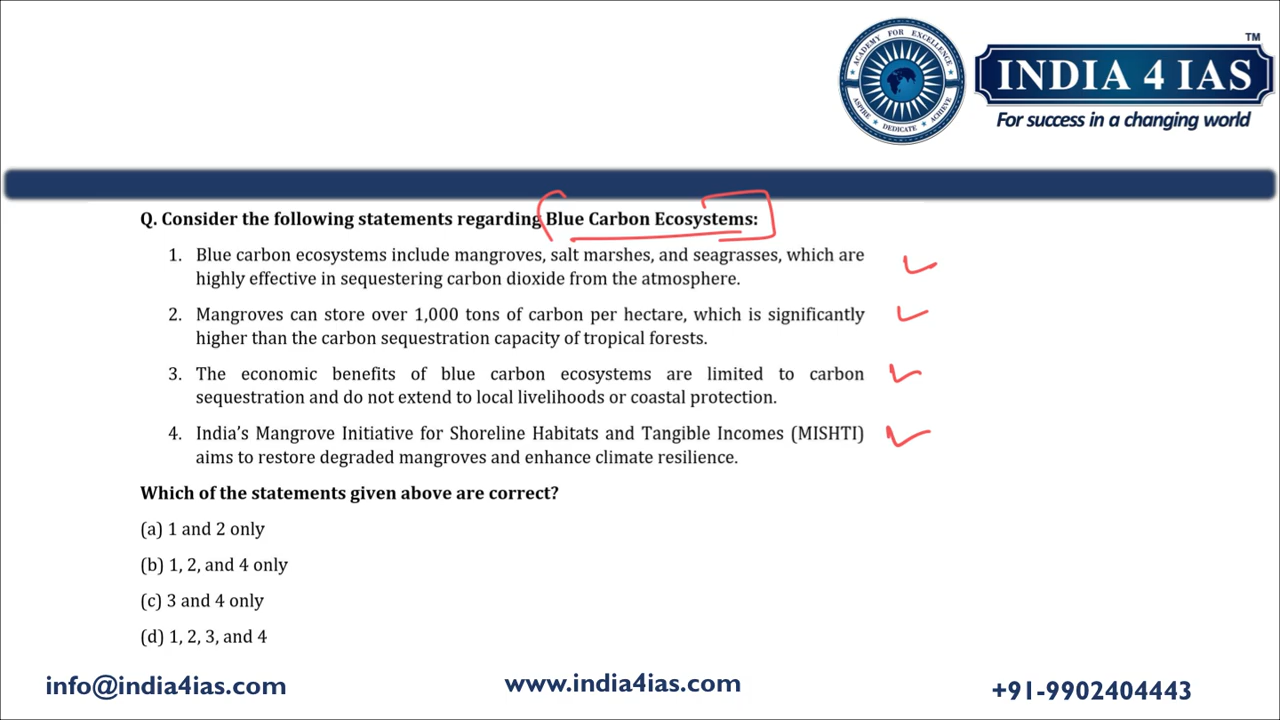 ACADEMY FOR EXCELLENCE
ASPIRE ★ DEDICATE ★ ACHIEVE
TM
INDIA 4 IAS
For success in a changing world
Q. Consider the following statements regarding Blue Carbon Ecosystems:
1. Blue carbon ecosystems include mangroves, salt marshes, and seagrasses, which are
highly effective in sequestering carbon dioxide from the atmosphere.
2. Mangroves can store over 1,000 tons of carbon per hectare, which is significantly
higher than the carbon sequestration capacity of tropical forests.
3. The economic benefits of blue carbon ecosystems are limited to carbon
sequestration and do not extend to local livelihoods or coastal protection.
4. India’s Mangrove Initiative for Shoreline Habitats and Tangible Incomes (MISHTI)
aims to restore degraded mangroves and enhance climate resilience.
Which of the statements given above are correct?
(a) 1 and 2 only
(b) 1, 2, and 4 only
(c) 3 and 4 only
(d) 1, 2, 3, and 4
info@india4ias.com
www.india4ias.com
+91-9902404443